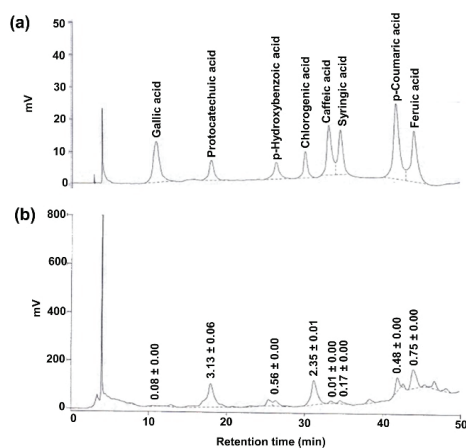 (a)
50
40
30
20
10
0
mV
Gallic acid
Protocatechuic acid
p-Hydroxybenzoic acid
Chlorogenic acid
Caffeic acid
Syringic acid
p-Coumaric acid
Feruic acid
(b)
800
600
400
200
0
mV
0.08 ± 0.00
3.13 ± 0.06
0.56 ± 0.00
2.35 ± 0.01
0.01 ± 0.00
0.17 ± 0.00
0.48 ± 0.00
0.75 ± 0.00
0
10
20
30
40
50
Retention time (min)